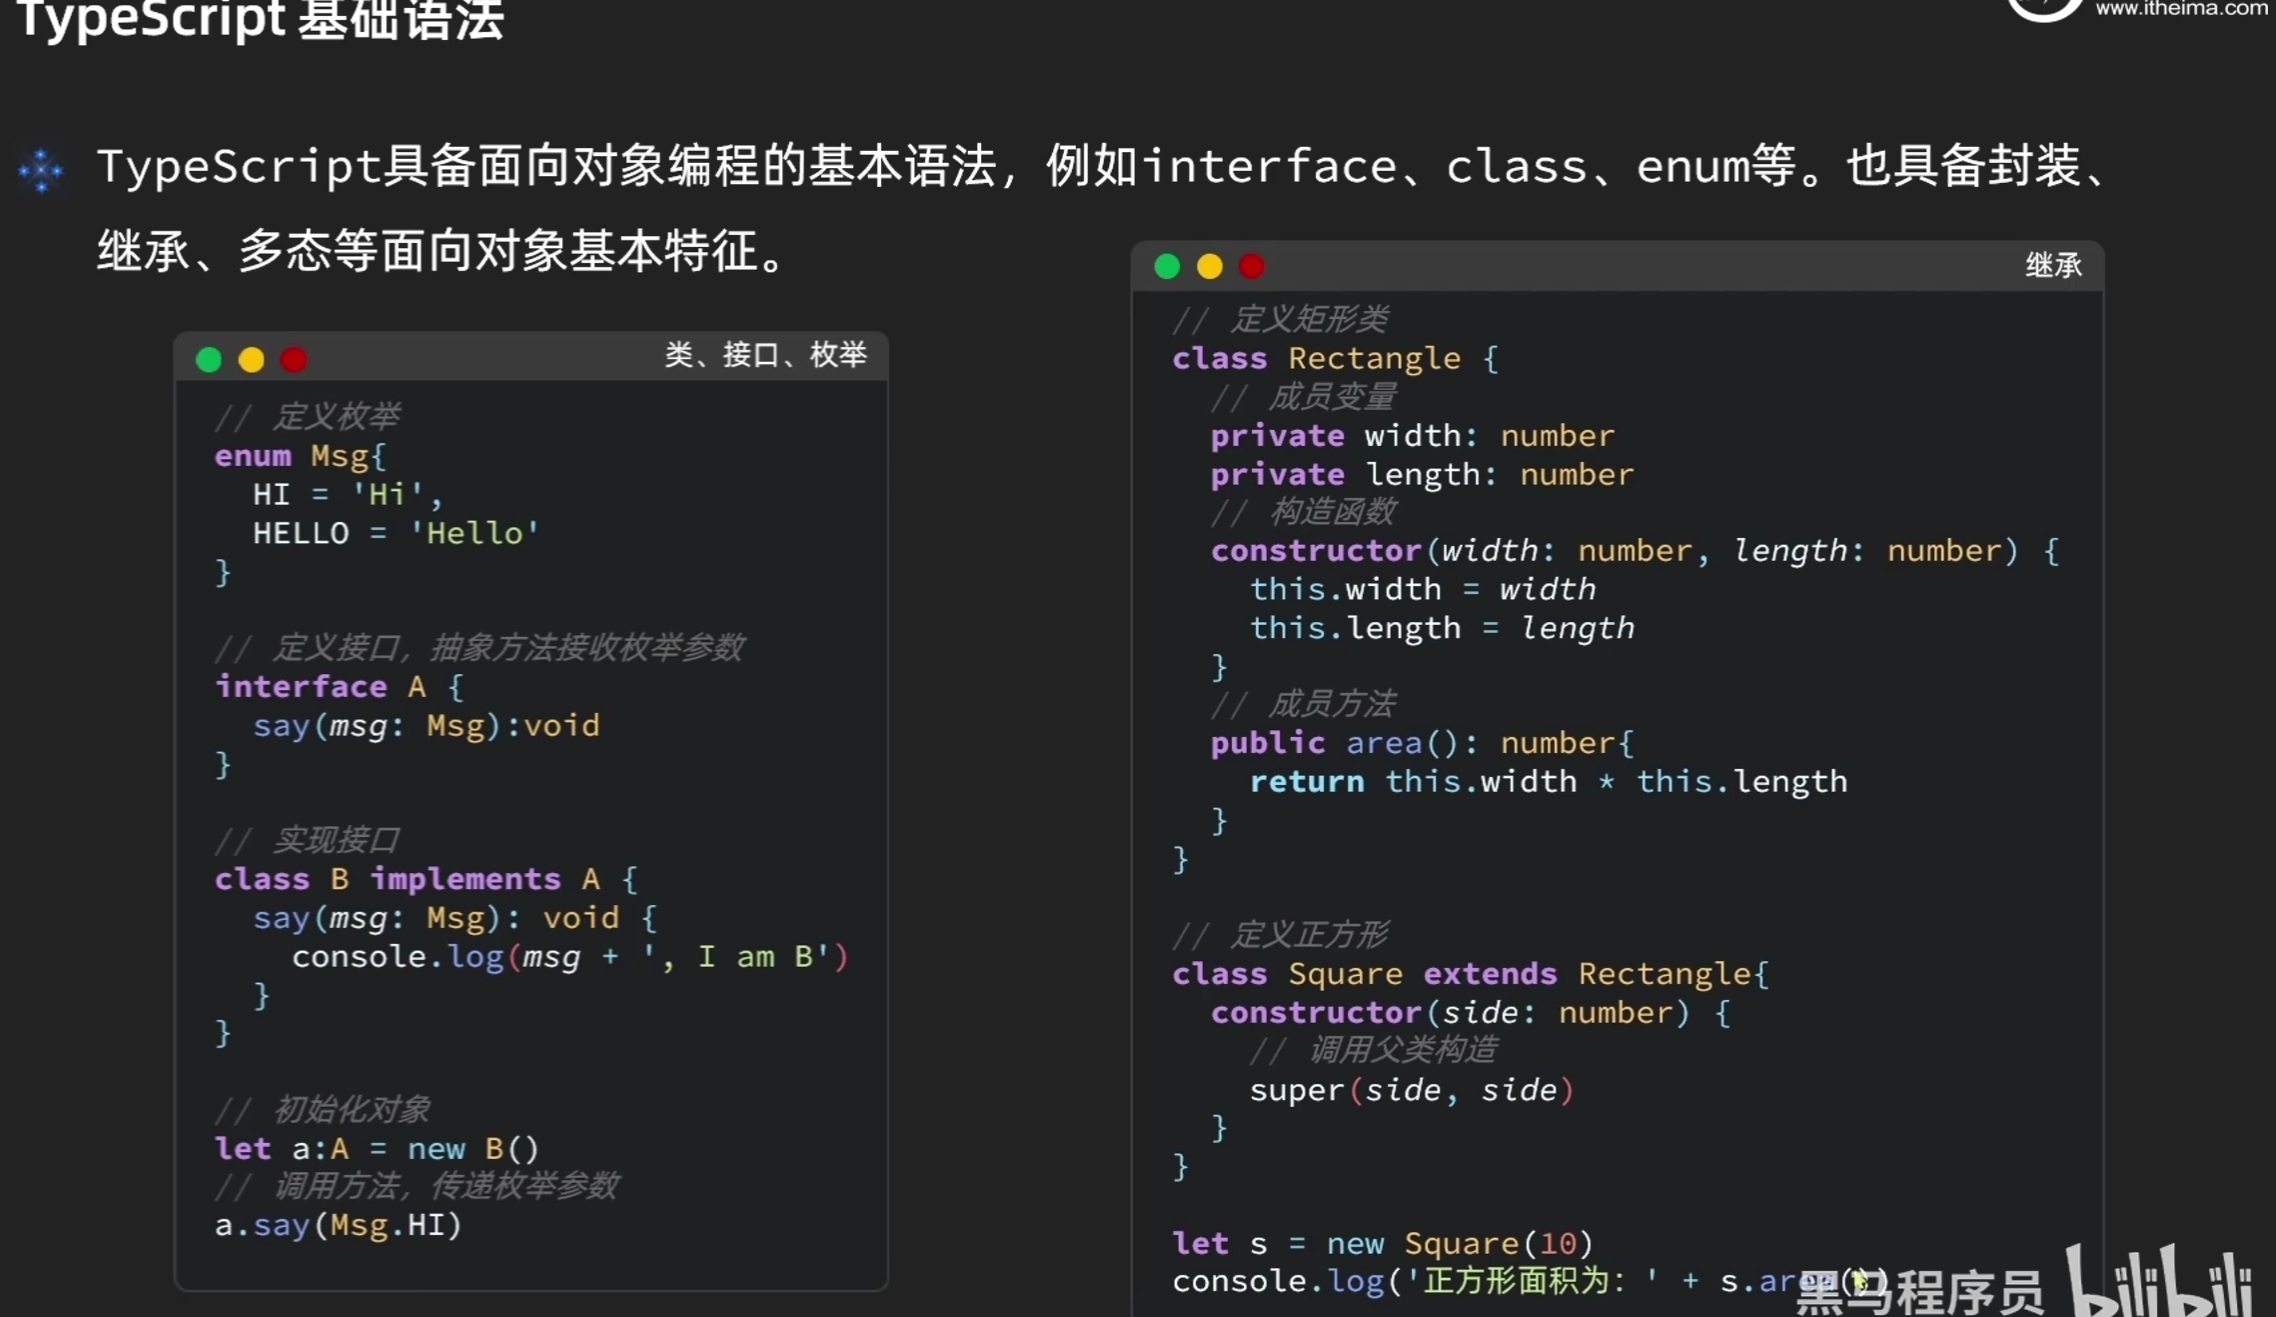 TypeScript 基础语法
www.itheima.com
TypeScript具备面向对象编程的基本语法，例如interface、class、enum等。也具备封装、
继承、多态等面向对象基本特征。
类、接口、枚举
// 定义枚举
enum Msg{
  HI = 'Hi',
  HELLO = 'Hello'
}
// 定义接口，抽象方法接收枚举参数
interface A {
  say(msg: Msg):void
}
// 实现接口
class B implements A {
  say(msg: Msg): void {
    console.log(msg + ', I am B')
  }
}
// 初始化对象
let a:A = new B()
// 调用方法，传递枚举参数
a.say(Msg.HI)
继承
// 定义矩形类
class Rectangle {
  // 成员变量
  private width: number
  private length: number
  // 构造函数
  constructor(width: number, length: number) {
    this.width = width
    this.length = length
  }
  // 成员方法
  public area(): number{
    return this.width * this.length
  }
}
// 定义正方形
class Square extends Rectangle{
  constructor(side: number) {
    // 调用父类构造
    super(side, side)
  }
}
let s = new Square(10)
console.log('正方形面积为: ' + s.area()
黑马程序员 bilibili